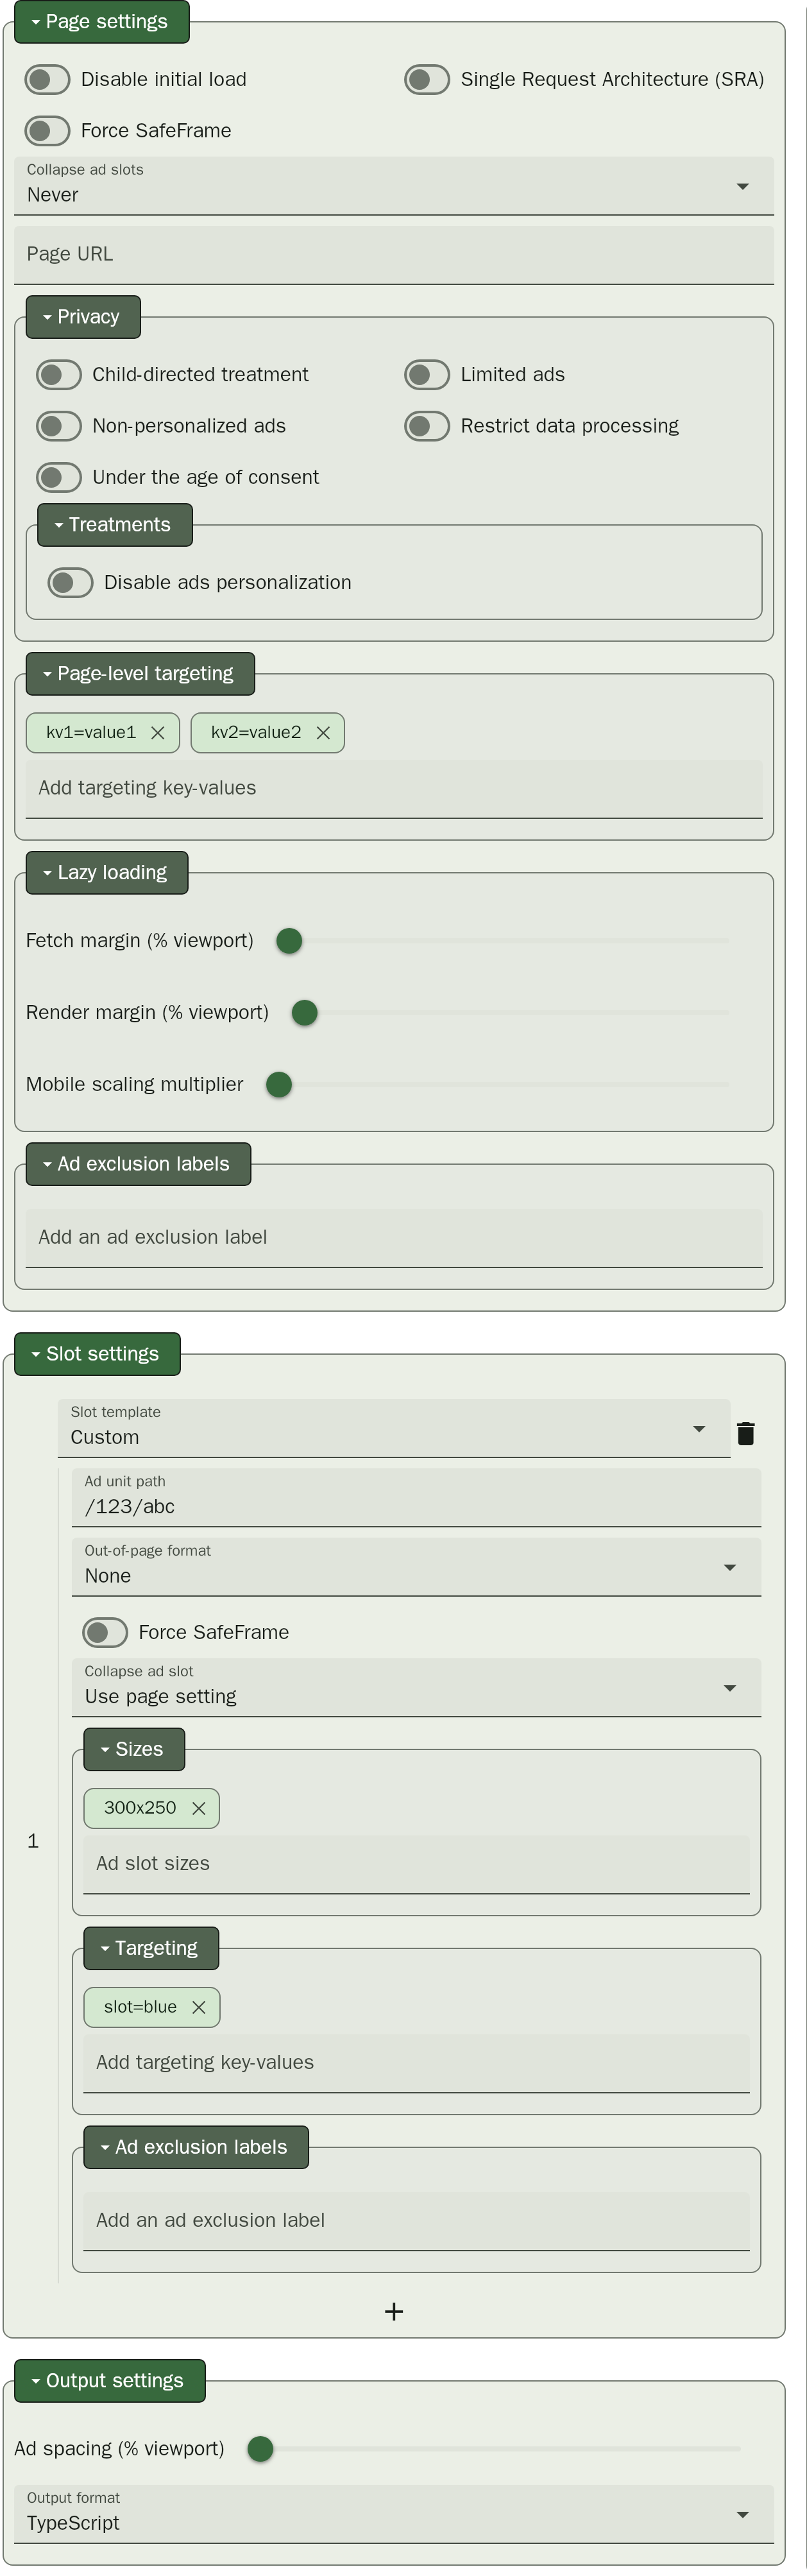 Page settings
Disable initial load
Single Request Architecture (SRA)
Force SafeFrame
Collapse ad slots
Never
Page URL
Privacy
Child-directed treatment
Limited ads
Non-personalized ads
Restrict data processing
Under the age of consent
Treatments
Disable ads personalization
Page-level targeting
kv1=value1
kv2=value2
Add targeting key-values
Lazy loading
Fetch margin (% viewport)
Render margin (% viewport)
Mobile scaling multiplier
Ad exclusion labels
Add an ad exclusion label
Slot settings
Slot template
Custom
Ad unit path
/123/abc
Out-of-page format
None
Force SafeFrame
Collapse ad slot
Use page setting
Sizes
300x250
1
Ad slot sizes
Targeting
slot=blue
Add targeting key-values
Ad exclusion labels
Add an ad exclusion label
Output settings
Ad spacing (% viewport)
Output format
TypeScript